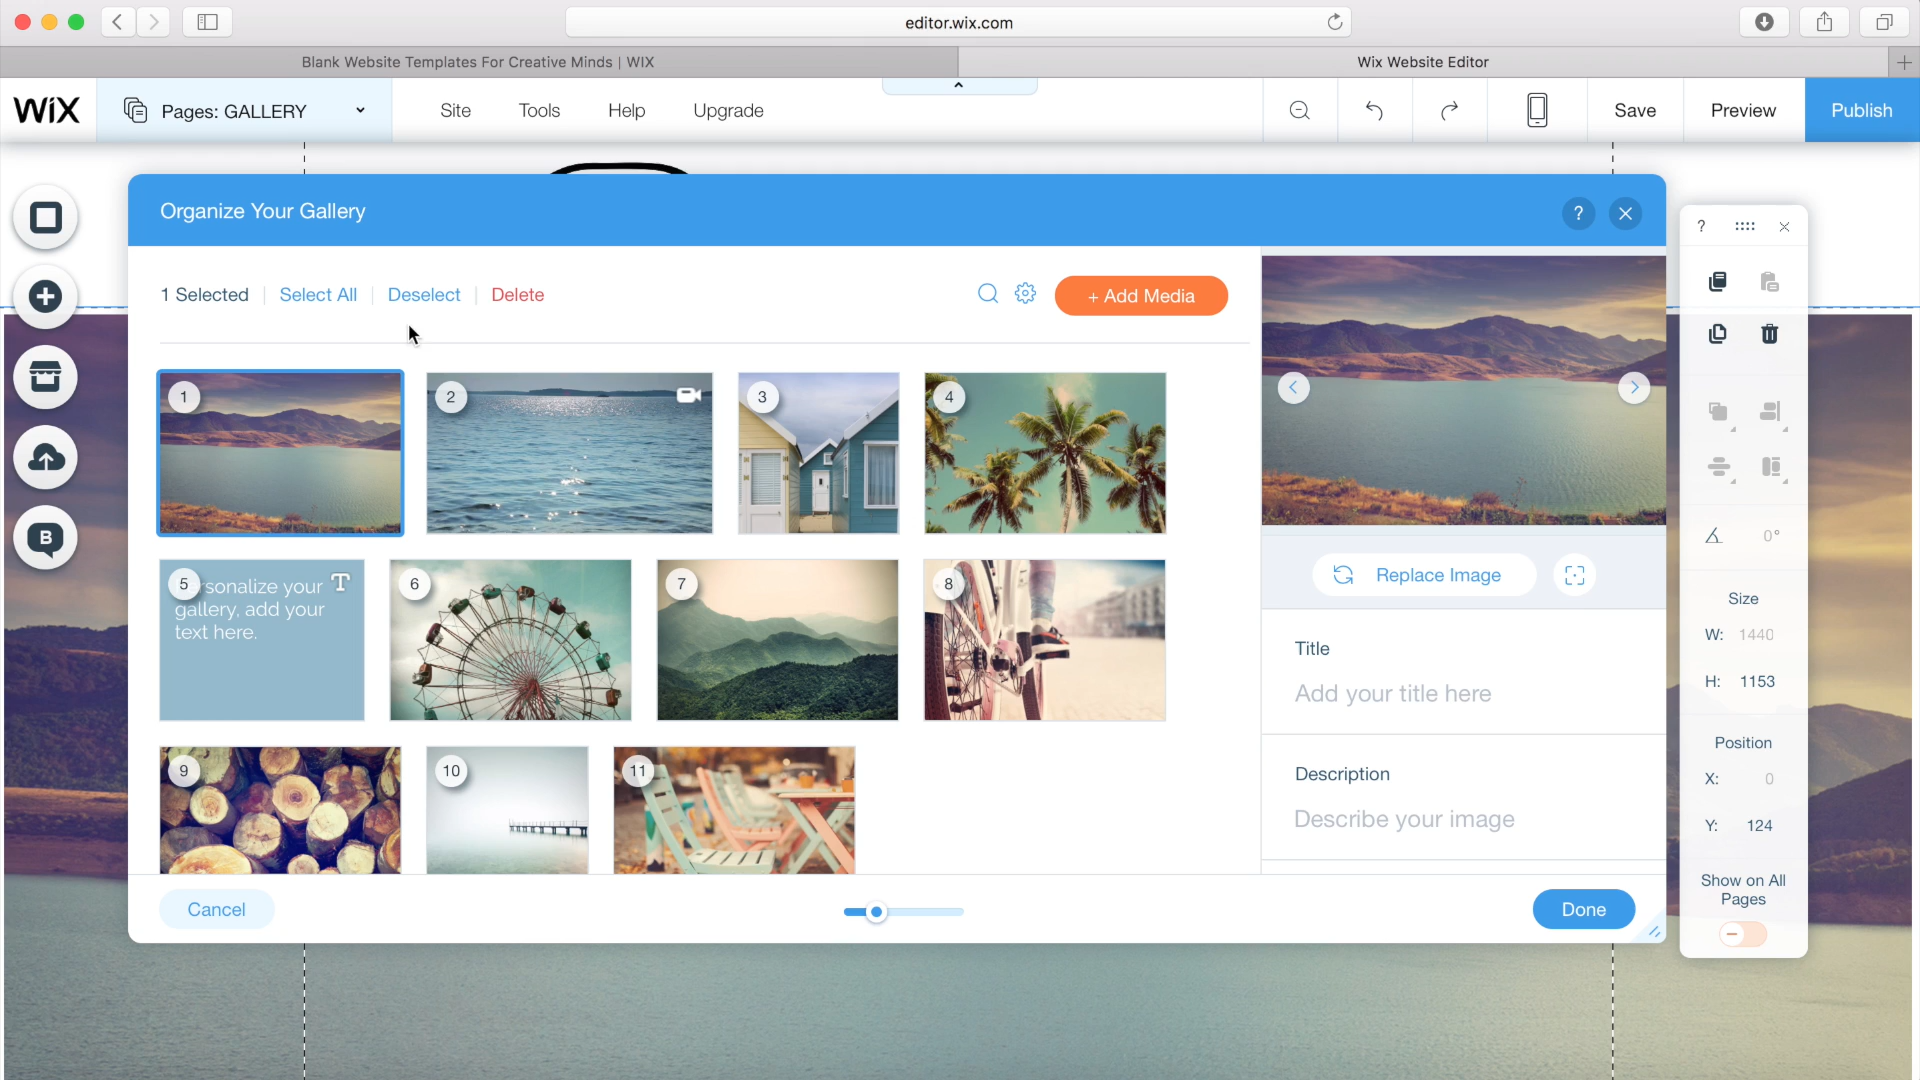 editor.wix.com
Blank Website Templates For Creative Minds | WIX
Wix Website Editor
WiX
Pages: GALLERY
Site
Tools
Help
Upgrade
Save
Preview
Publish
Organize Your Gallery
?
?
1 Selected
Select All
Deselect
Delete
+ Add Media
1
2
3
4
5
rsonalize your
gallery, add your
text here.
T
6
7
8
9
10
11
B
Replace Image
Title
Add your title here
Description
Describe your image
Cancel
Done
0°
Size
W: 1440
H: 1153
Position
X: 0
Y: 124
Show on All
Pages